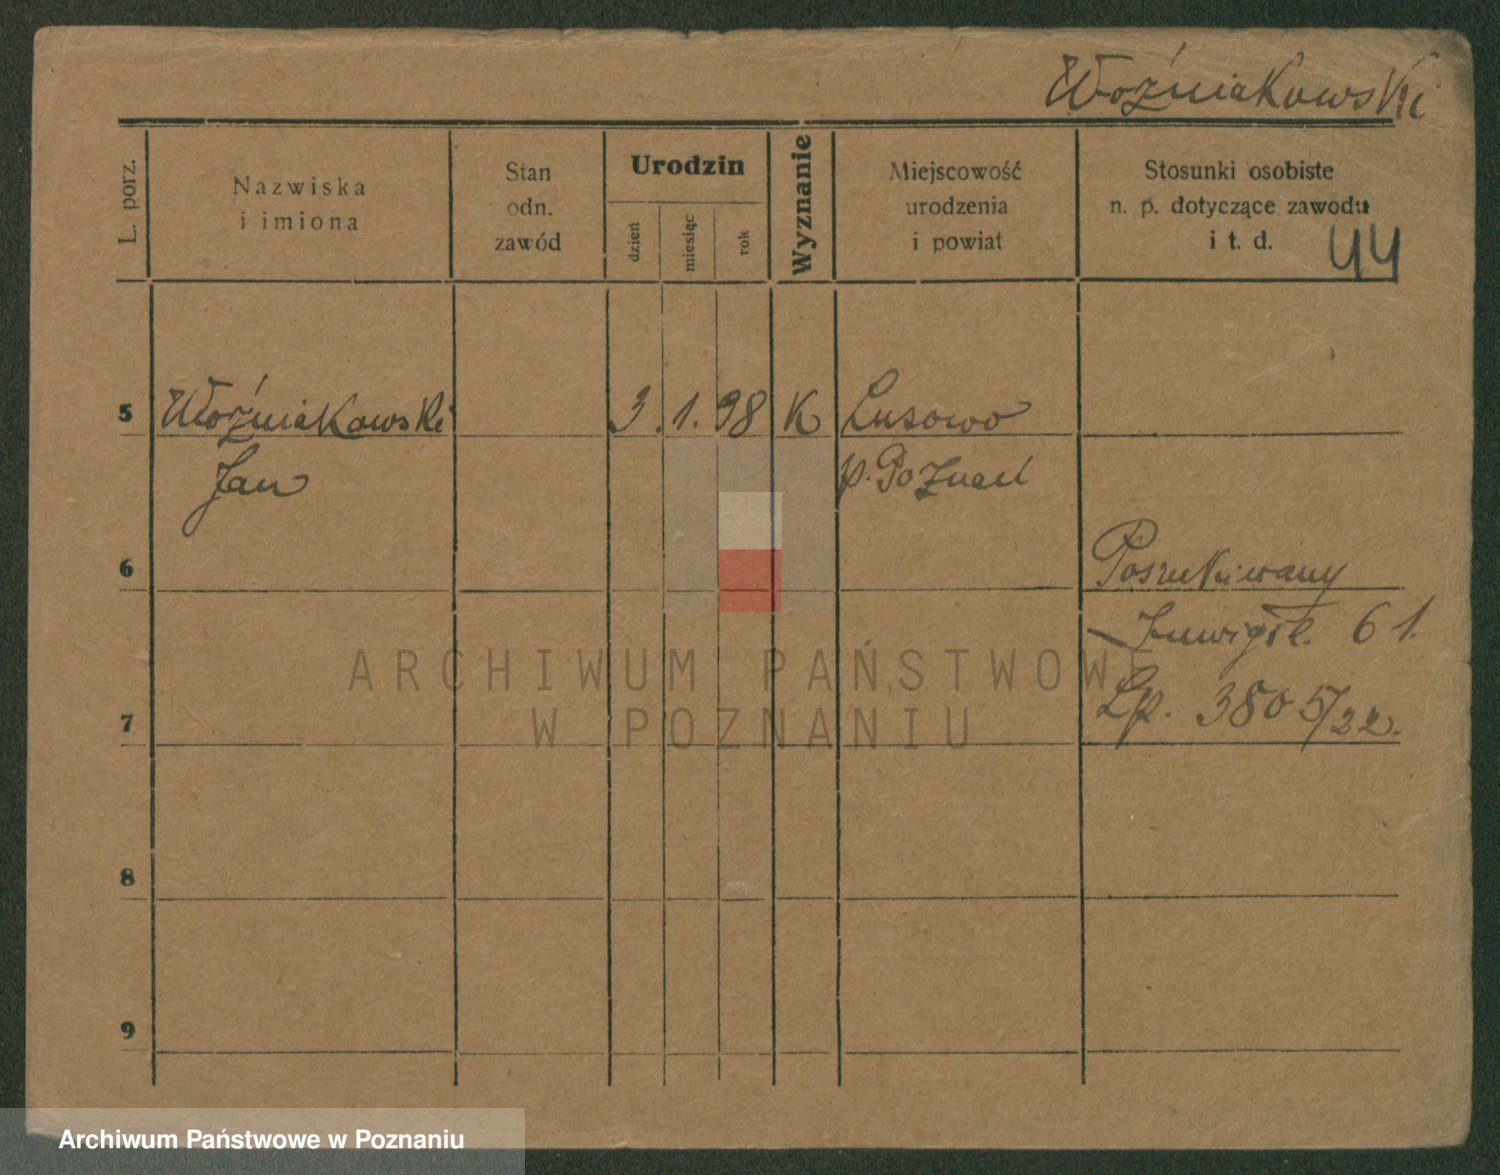 Woźniakowski
L. porz.
Nazwiska
i imiona
Stan
odn.
zawód
Urodzin
dzień
miesiąc
rok
Wyznanie
Miejscowość
urodzenia
i powiat
Stosunki osobiste
n. p. dotyczące zawodu
i t. d.
44
5 Woźniakowski 3. 1. 98 K Lusowo
Jan p. Poznań
6 Poszukiwany
61.
Lp. 3805/22.
7
8
9
ARCHIWUM PAŃSTWOWE
W POZNANIU
Archiwum Państwowe w Poznaniu